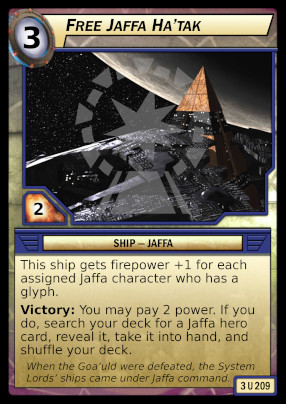 3
FREE JAFFA HA'TAK
2
SHIP – JAFFA
This ship gets firepower +1 for each
assigned Jaffa character who has a
glyph.
Victory: You may pay 2 power. If you
do, search your deck for a Jaffa hero
card, reveal it, take it into hand, and
shuffle your deck.
When the Goa'uld were defeated, the System
Lords' ships came under Jaffa command.
3 U 209